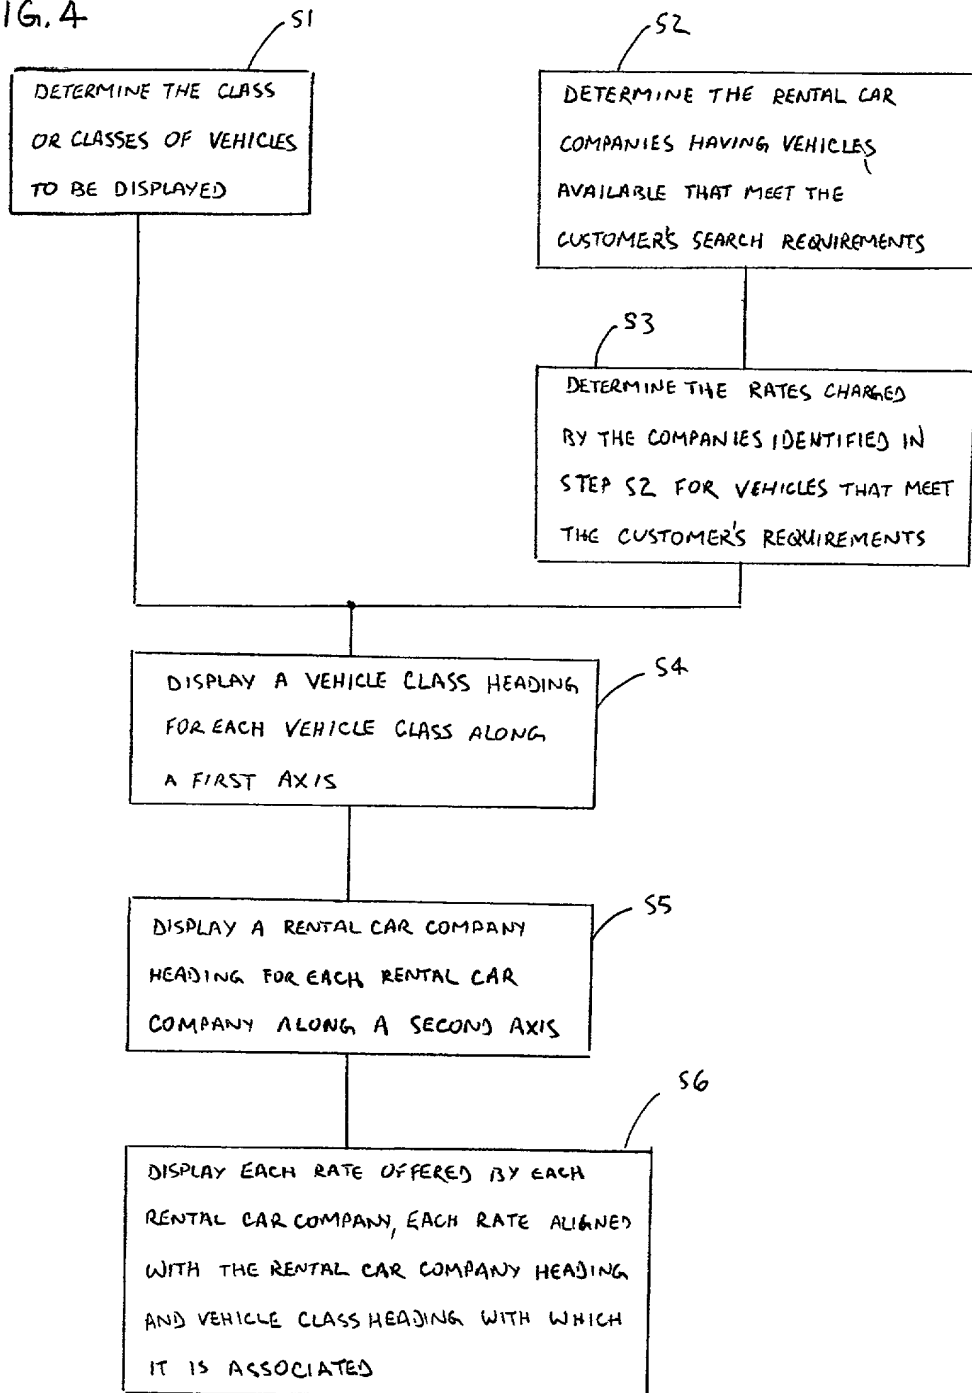 IG. 4
S1
DETERMINE THE CLASS
OR CLASSES OF VEHICLES
TO BE DISPLAYED
S2
DETERMINE THE RENTAL CAR
COMPANIES HAVING VEHICLES
AVAILABLE THAT MEET THE
CUSTOMER'S SEARCH REQUIREMENTS
S3
DETERMINE THE RATES CHARGED
BY THE COMPANIES IDENTIFIED IN
STEP S2 FOR VEHICLES THAT MEET
THE CUSTOMER'S REQUIREMENTS
S4
DISPLAY A VEHICLE CLASS HEADING
FOR EACH VEHICLE CLASS ALONG
A FIRST AXIS
S5
DISPLAY A RENTAL CAR COMPANY
HEADING FOR EACH RENTAL CAR
COMPANY ALONG A SECOND AXIS
S6
DISPLAY EACH RATE OFFERED BY EACH
RENTAL CAR COMPANY, EACH RATE ALIGNED
WITH THE RENTAL CAR COMPANY HEADING
AND VEHICLE CLASS HEADING WITH WHICH
IT IS ASSOCIATED